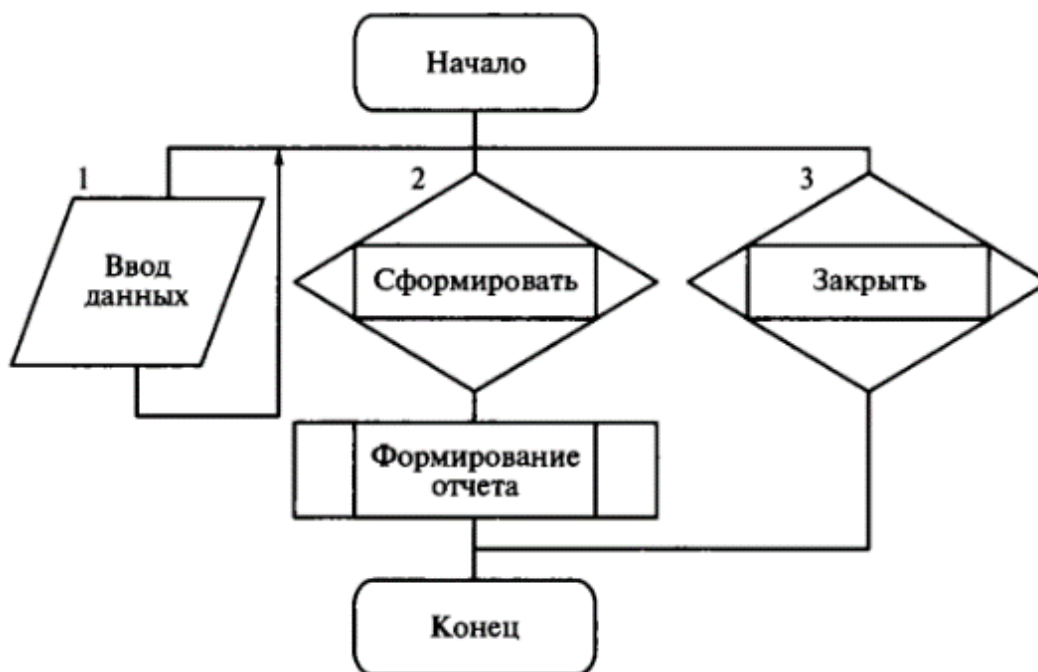 Начало
1
2
3
Ввод
данных
Сформировать
Закрыть
Формирование
отчета
Конец